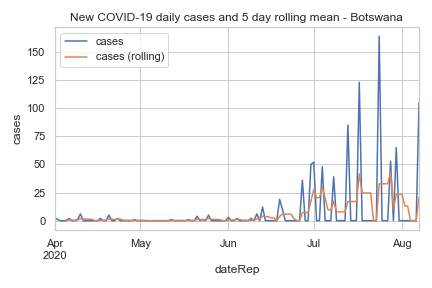 New COVID-19 daily cases and 5 day rolling mean - Botswana
cases
cases (rolling)
150
125
100
75
50
25
0
cases
Apr
2020
May
Jun
Jul
Aug
dateRep